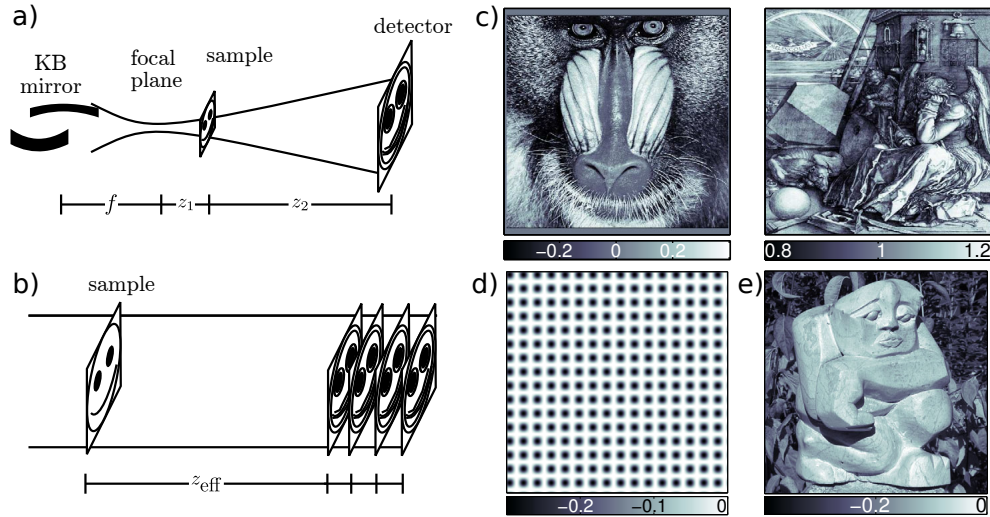 a)
KB
mirror
focal
plane
sample
detector
f
z₁
z₂
b)
sample
z_eff
c)
−0.2 0 0.2
0.8 1 1.2
d)
−0.2 -0.1 0
e)
−0.2 0